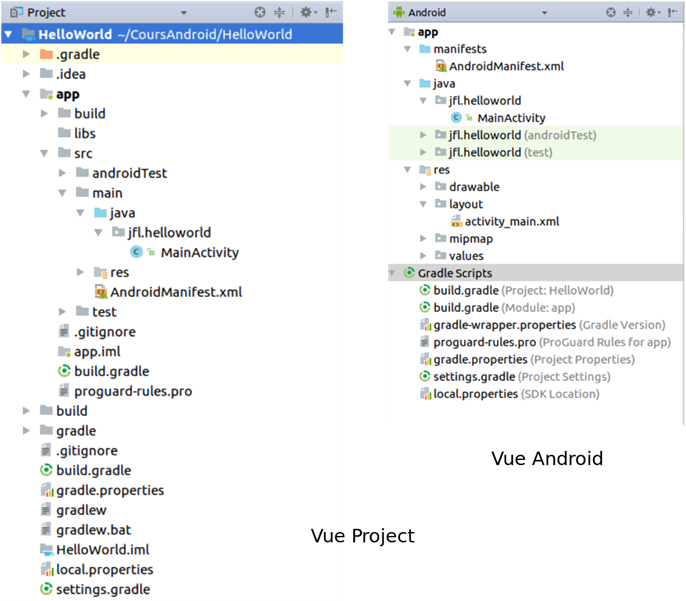 Project
HelloWorld ~/CoursAndroid/HelloWorld
.gradle
.idea
app
build
libs
src
androidTest
main
java
jfl.helloworld
MainActivity
res
AndroidManifest.xml
test
.gitignore
app.iml
build.gradle
proguard-rules.pro
build
gradle
.gitignore
build.gradle
gradle.properties
gradlew
gradlew.bat
HelloWorld.iml
local.properties
settings.gradle
Vue Project
Android
app
manifests
AndroidManifest.xml
java
jfl.helloworld
MainActivity
jfl.helloworld (androidTest)
jfl.helloworld (test)
res
drawable
layout
activity_main.xml
mipmap
values
Gradle Scripts
build.gradle (Project: HelloWorld)
build.gradle (Module: app)
gradle-wrapper.properties (Gradle Version)
proguard-rules.pro (ProGuard Rules for app)
gradle.properties (Project Properties)
settings.gradle (Project Settings)
local.properties (SDK Location)
Vue Android